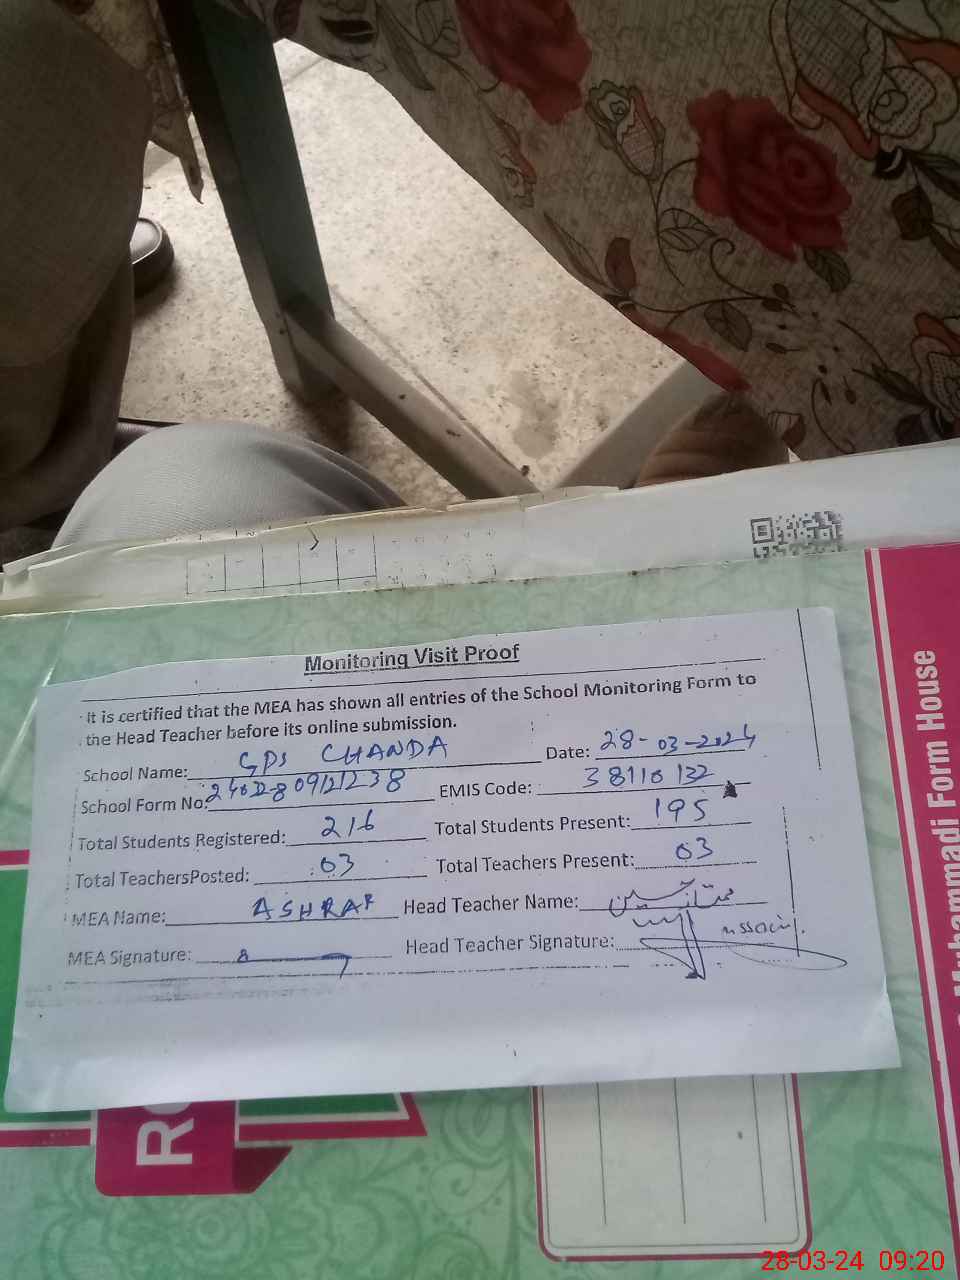 Monitoring Visit Proof
It is certified that the MEA has shown all entries of the School Monitoring Form to
the Head Teacher before its online submission.
School Name: GPS CHANDA Date: 28-03-2024
School Form No: EMIS Code: 38110132
Total Students Registered: 216 Total Students Present: 195
Total TeachersPosted: 03 Total Teachers Present: 03
MEA Name: ASHRAF Head Teacher Name:
MEA Signature: Head Teacher Signature:
Muhammadi Form House
28-03-24 09:20